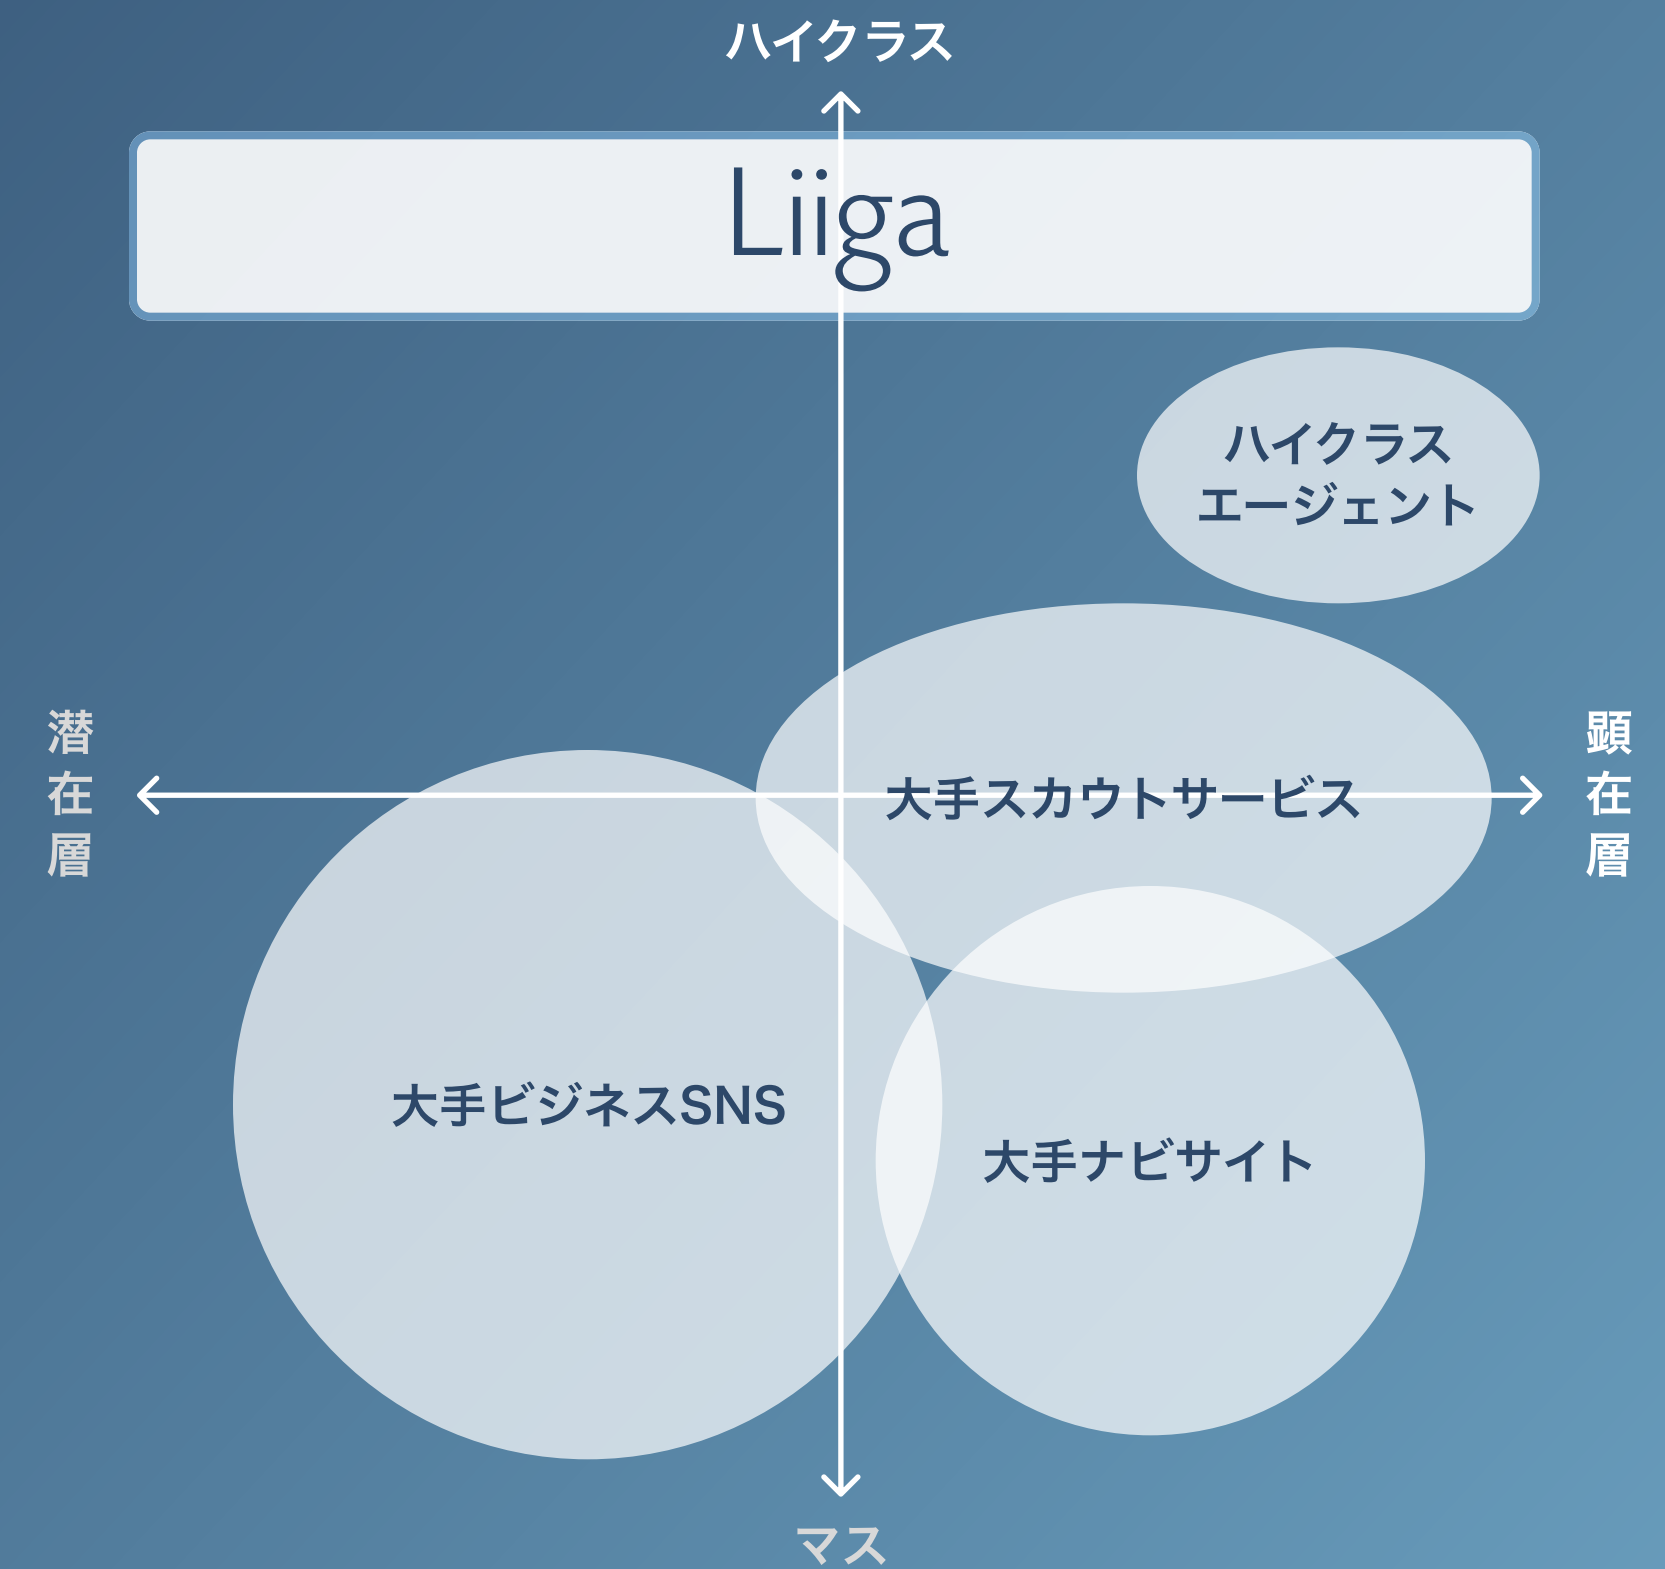 ハイクラス
Liiga
ハイクラス
エージェント
潜在層
顕在層
大手スカウトサービス
大手ビジネスSNS
大手ナビサイト
マス